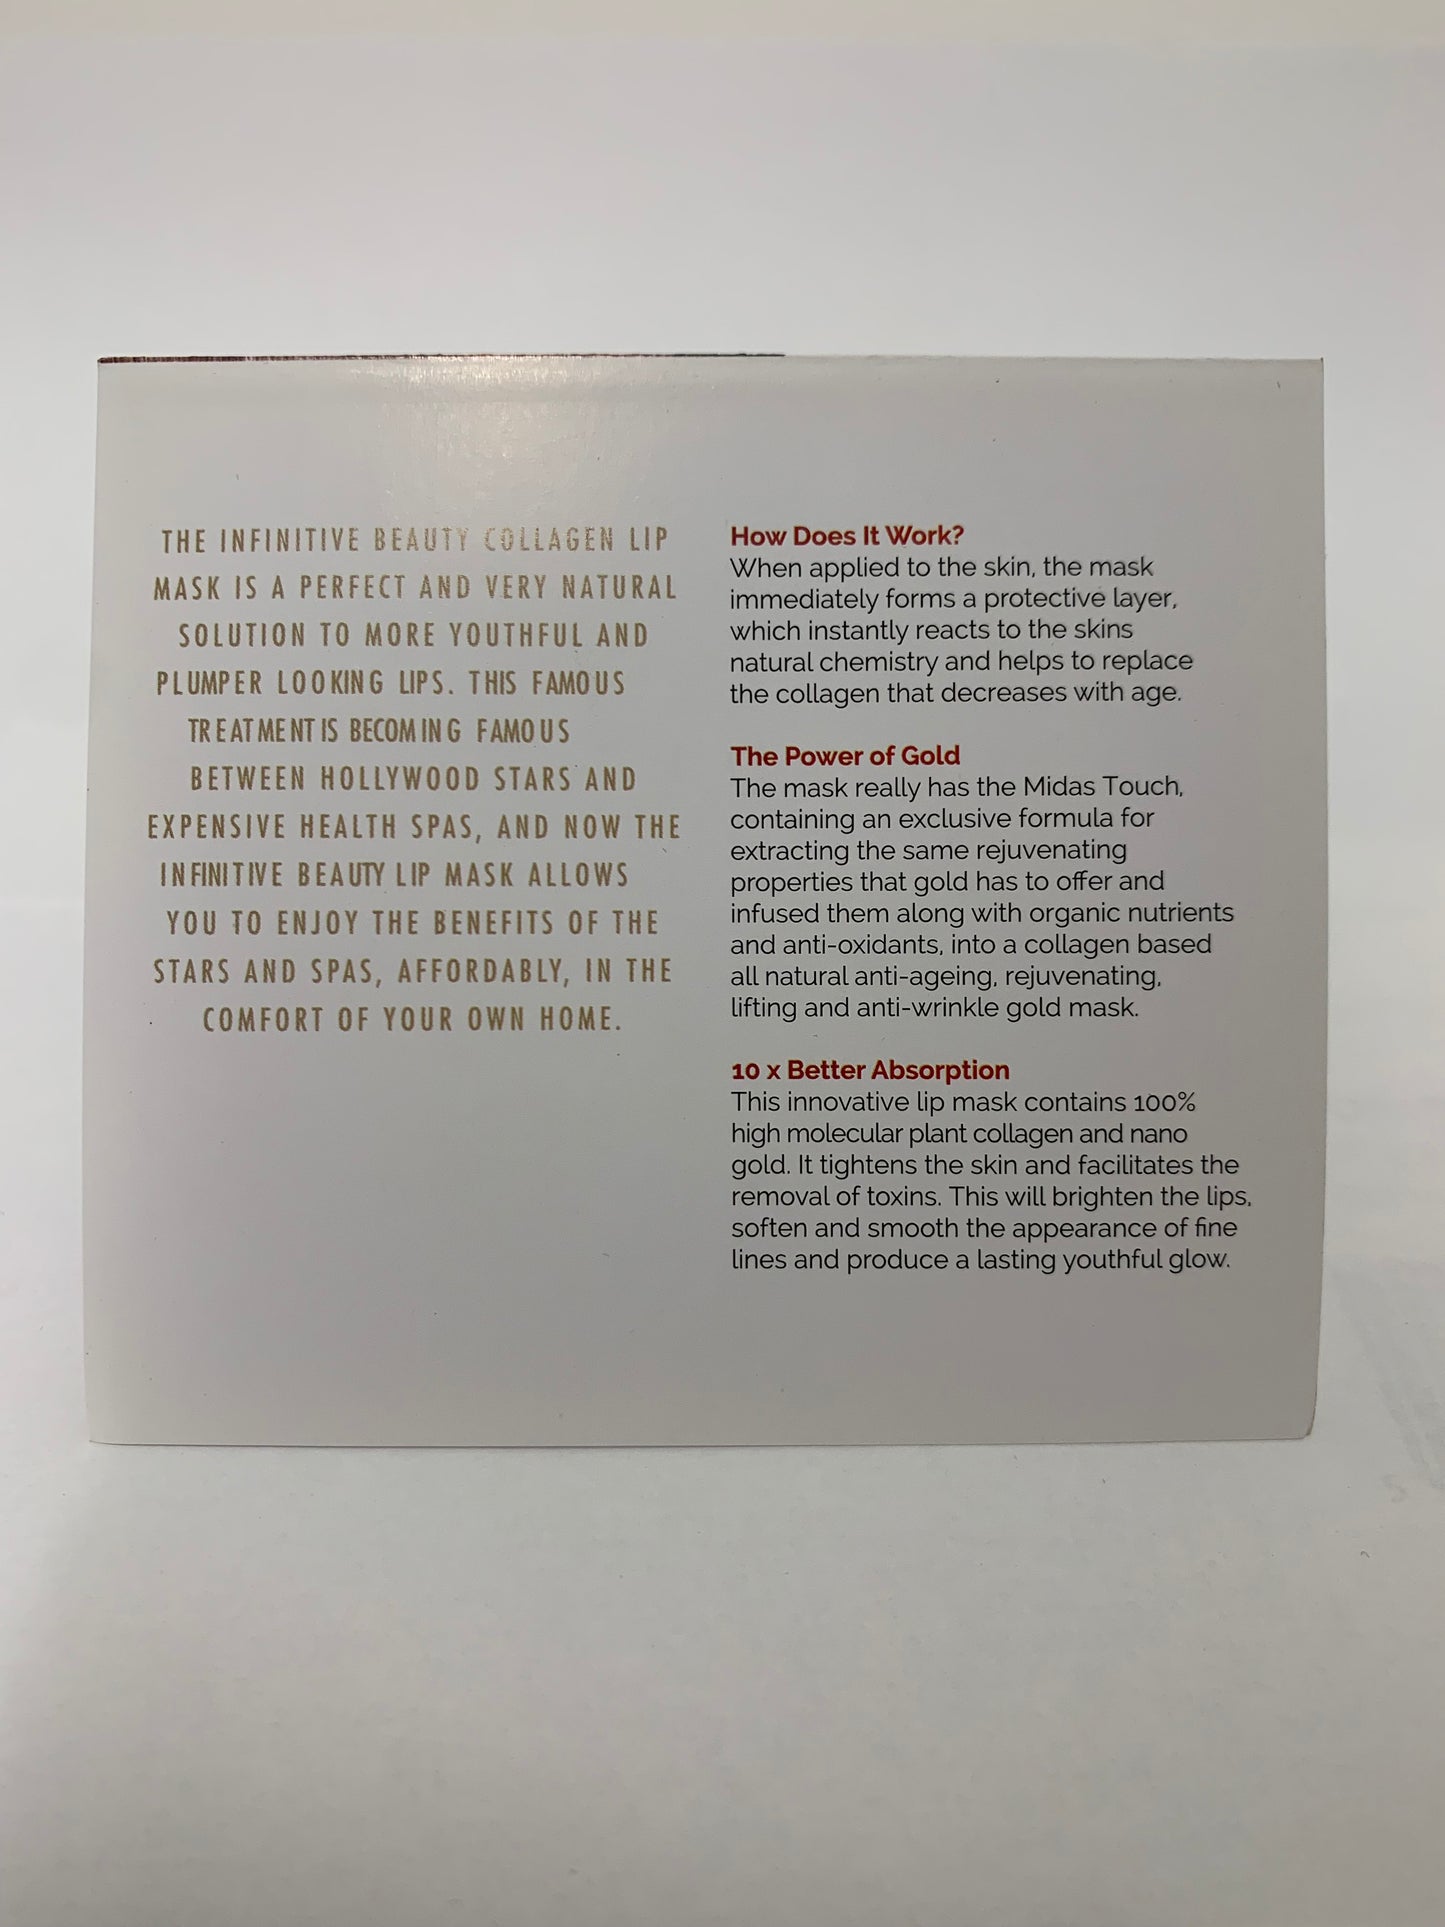 THE INFINITIVE BEAUTY COLLAGEN LIP
MASK IS A PERFECT AND VERY NATURAL
SOLUTION TO MORE YOUTHFUL AND
PLUMPER LOOKING LIPS. THIS FAMOUS
TREATMENT IS BECOMING FAMOUS
BETWEEN HOLLYWOOD STARS AND
EXPENSIVE HEALTH SPAS, AND NOW THE
INFINITIVE BEAUTY LIP MASK ALLOWS
YOU TO ENJOY THE BENEFITS OF THE
STARS AND SPAS, AFFORDABLY, IN THE
COMFORT OF YOUR OWN HOME.
How Does It Work?
When applied to the skin, the mask
immediately forms a protective layer,
which instantly reacts to the skins
natural chemistry and helps to replace
the collagen that decreases with age.
The Power of Gold
The mask really has the Midas Touch,
containing an exclusive formula for
extracting the same rejuvenating
properties that gold has to offer and
infused them along with organic nutrients
and anti-oxidants, into a collagen based
all natural anti-ageing, rejuvenating,
lifting and anti-wrinkle gold mask.
10 x Better Absorption
This innovative lip mask contains 100%
high molecular plant collagen and nano
gold. It tightens the skin and facilitates the
removal of toxins. This will brighten the lips,
soften and smooth the appearance of fine
lines and produce a lasting youthful glow.